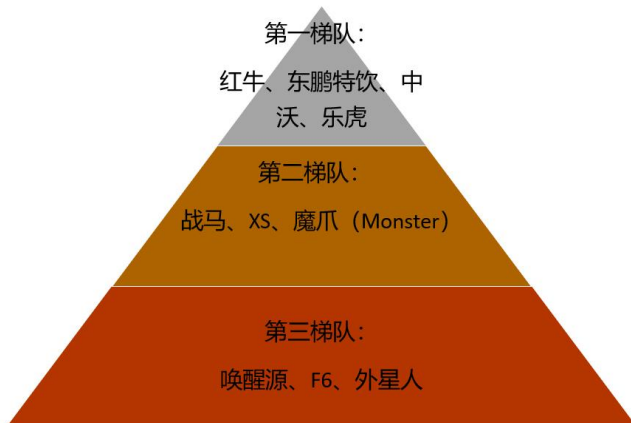 第一梯队：
红牛、东鹏特饮、中
沃、乐虎
第二梯队：
战马、XS、魔爪（Monster）
第三梯队：
唤醒源、F6、外星人